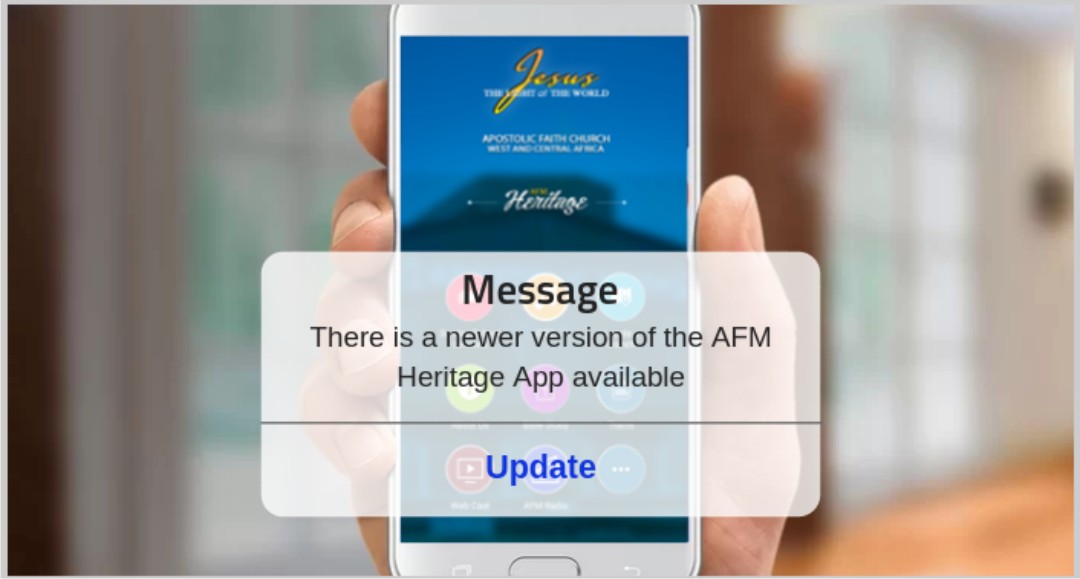 Jesus
THE LIGHT of THE WORLD
APOSTOLIC FAITH CHURCH
WEST AND CENTRAL AFRICA
AFM
Heritage
Message
There is a newer version of the AFM
Heritage App available
Update
Web Cast
AFM Radio